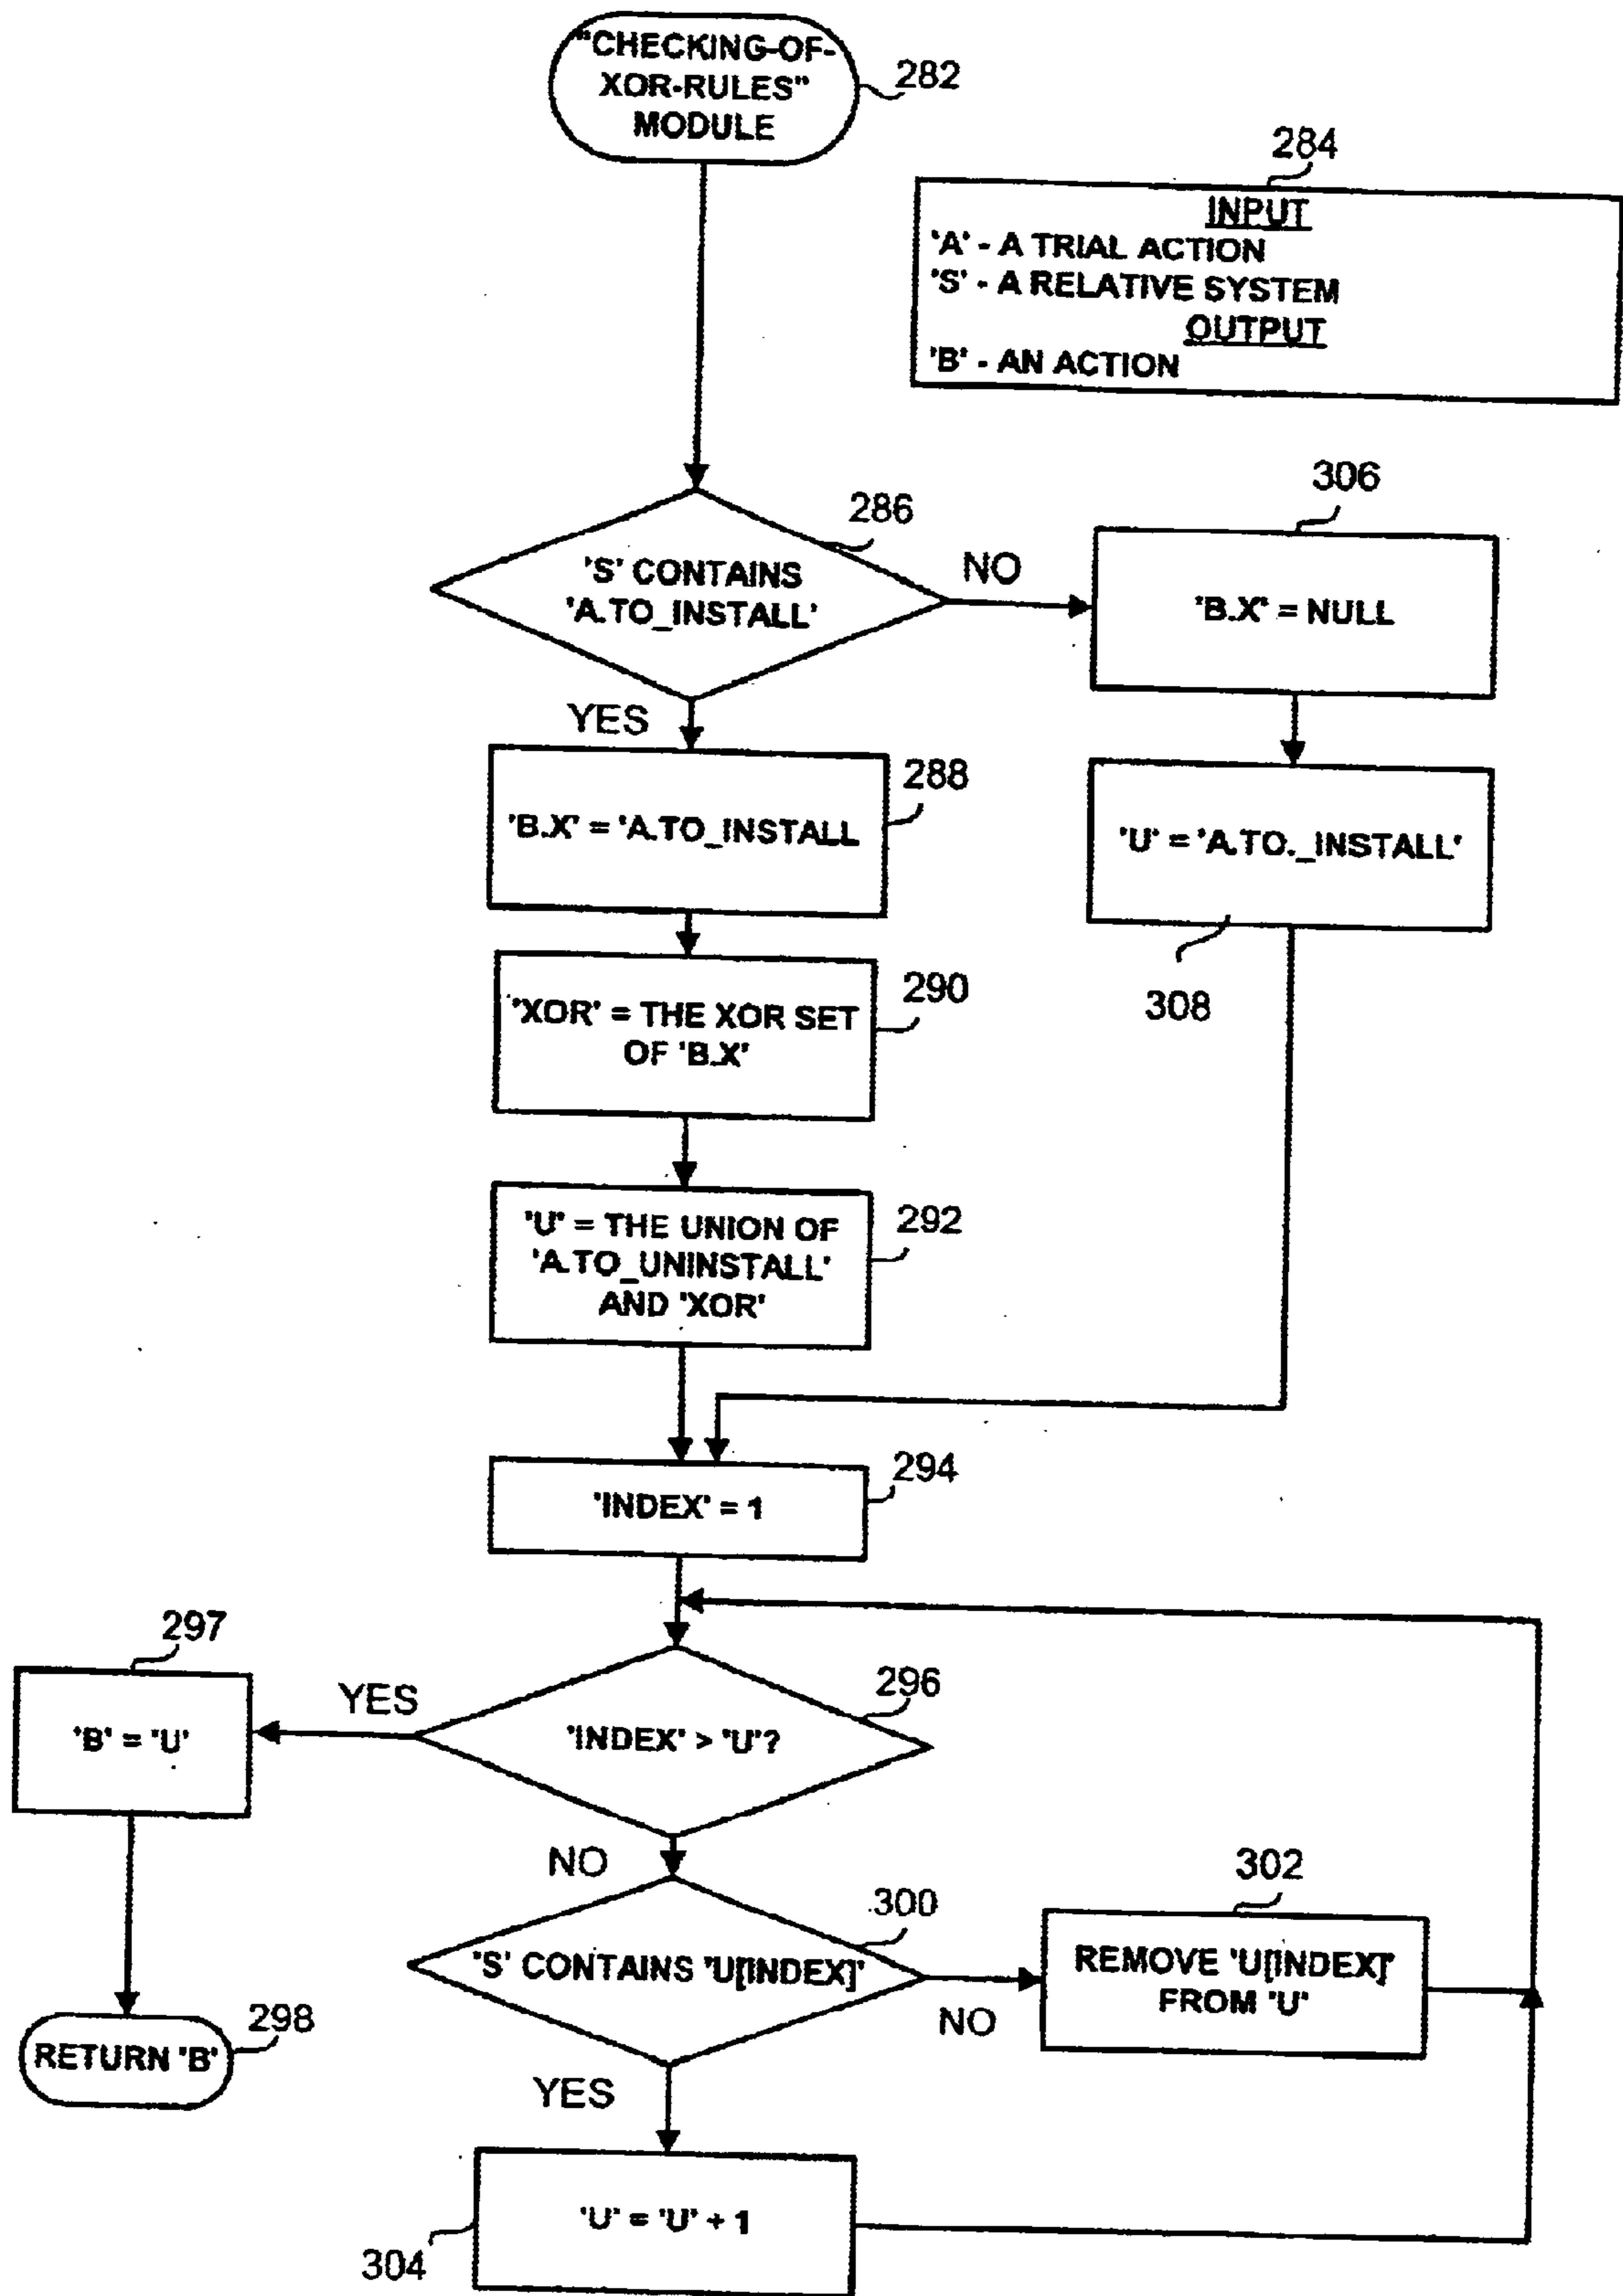 "CHECKING-OF-
XOR-RULES"
MODULE
282
284
INPUT
'A' - A TRIAL ACTION
'S' - A RELATIVE SYSTEM
OUTPUT
'B' - AN ACTION
286
'S' CONTAINS
'A.TO_INSTALL'
NO
306
'B.X' = NULL
YES
288
'B.X' = 'A.TO_INSTALL
'U' = 'A.TO._INSTALL'
308
290
'XOR' = THE XOR SET
OF 'B.X'
292
'U' = THE UNION OF
'A.TO_UNINSTALL'
AND 'XOR'
294
'INDEX' = 1
297
'B' = 'U'
YES
296
'INDEX' > 'U'?
NO
300
'S' CONTAINS 'U[INDEX]'
NO
302
REMOVE 'U[INDEX]'
FROM 'U'
298
RETURN 'B'
YES
304
'U' = 'U' + 1